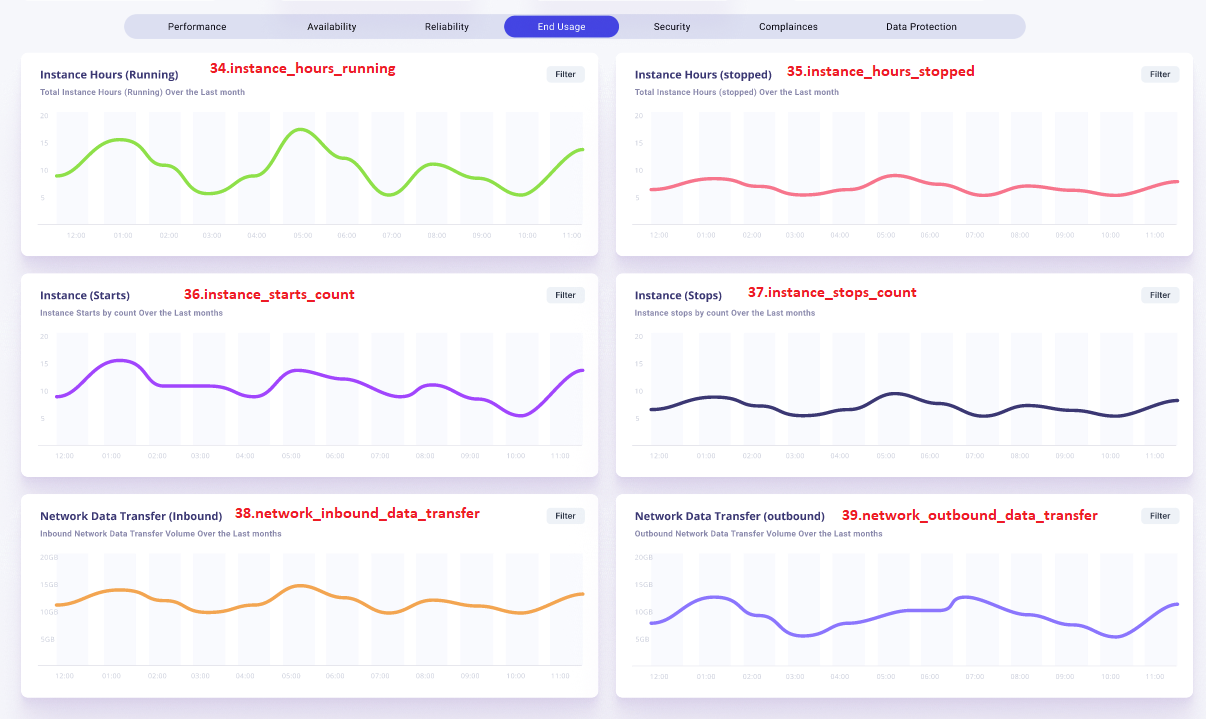 Performance Availability Reliability End Usage Security Complainces Data Protection
Instance Hours (Running) 34.instance_hours_running Filter
Total Instance Hours (Running) Over the Last month
20
15
10
5
12:00 01:00 02:00 03:00 04:00 05:00 06:00 07:00 08:00 09:00 10:00 11:00
Instance Hours (stopped) 35.instance_hours_stopped Filter
Total Instance Hours (stopped) Over the Last month
20
15
10
5
12:00 01:00 02:00 03:00 04:00 05:00 06:00 07:00 08:00 09:00 10:00 11:00
Instance (Starts) 36.instance_starts_count Filter
Instance Starts by count Over the Last months
20
15
10
5
12:00 01:00 02:00 03:00 04:00 05:00 06:00 07:00 08:00 09:00 10:00 11:00
Instance (Stops) 37.instance_stops_count Filter
Instance stops by count Over the Last months
20
15
10
5
12:00 01:00 02:00 03:00 04:00 05:00 06:00 07:00 08:00 09:00 10:00 11:00
Network Data Transfer (Inbound) 38.network_inbound_data_transfer Filter
Inbound Network Data Transfer Volume Over the Last months
20GB
15GB
10GB
5GB
12:00 01:00 02:00 03:00 04:00 05:00 06:00 07:00 08:00 09:00 10:00 11:00
Network Data Transfer (outbound) 39.network_outbound_data_transfer Filter
Outbound Network Data Transfer Volume Over the Last months
20GB
15GB
10GB
5GB
12:00 01:00 02:00 03:00 04:00 05:00 06:00 07:00 08:00 09:00 10:00 11:00